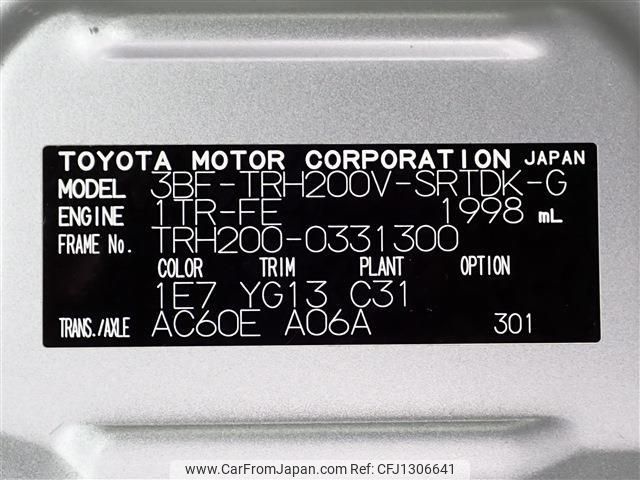 TOYOTA MOTOR CORPORATION JAPAN
MODEL 3BF-TRH200V-SRTDK-G
ENGINE 1TR-FE 1998 mL
FRAME No. TRH200-0331300
COLOR TRIM PLANT OPTION
1E7 YG13 C31
TRANS./AXLE AC60E A06A 301
www.CarFromJapan.com CFJ1306641